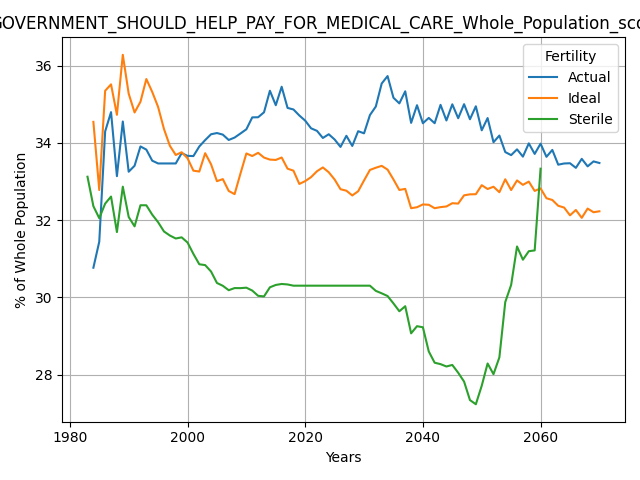 GOVERNMENT_SHOULD_HELP_PAY_FOR_MEDICAL_CARE_Whole_Population_sco
Fertility
Actual
Ideal
Sterile
36
34
32
30
28
% of Whole Population
1980
2000
2020
2040
2060
Years